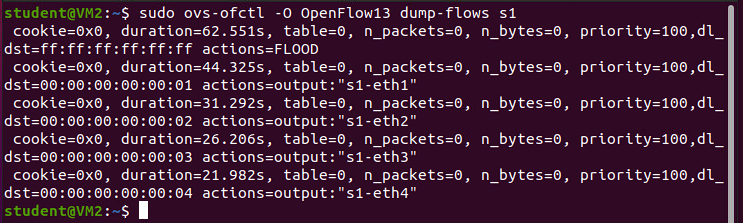 student@VM2:~$ sudo ovs-ofctl -O OpenFlow13 dump-flows s1
 cookie=0x0, duration=62.551s, table=0, n_packets=0, n_bytes=0, priority=100,dl_
dst=ff:ff:ff:ff:ff:ff actions=FLOOD
 cookie=0x0, duration=44.325s, table=0, n_packets=0, n_bytes=0, priority=100,dl_
dst=00:00:00:00:00:01 actions=output:"s1-eth1"
 cookie=0x0, duration=31.292s, table=0, n_packets=0, n_bytes=0, priority=100,dl_
dst=00:00:00:00:00:02 actions=output:"s1-eth2"
 cookie=0x0, duration=26.206s, table=0, n_packets=0, n_bytes=0, priority=100,dl_
dst=00:00:00:00:00:03 actions=output:"s1-eth3"
 cookie=0x0, duration=21.982s, table=0, n_packets=0, n_bytes=0, priority=100,dl_
dst=00:00:00:00:00:04 actions=output:"s1-eth4"
student@VM2:~$